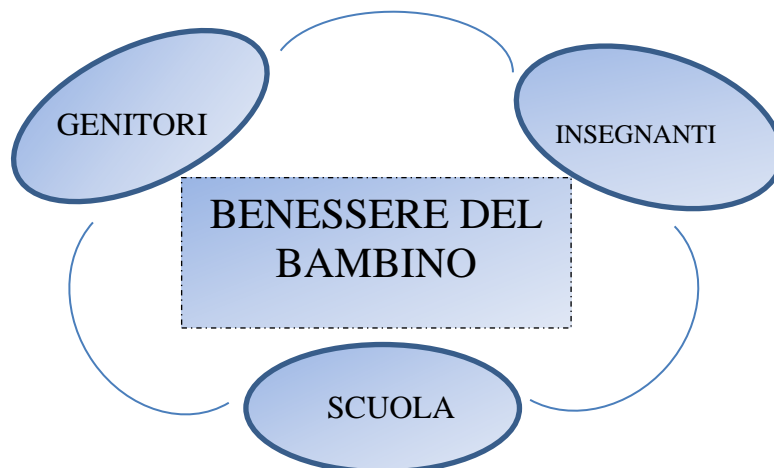 GENITORI
INSEGNANTI
BENESSERE DEL
BAMBINO
SCUOLA